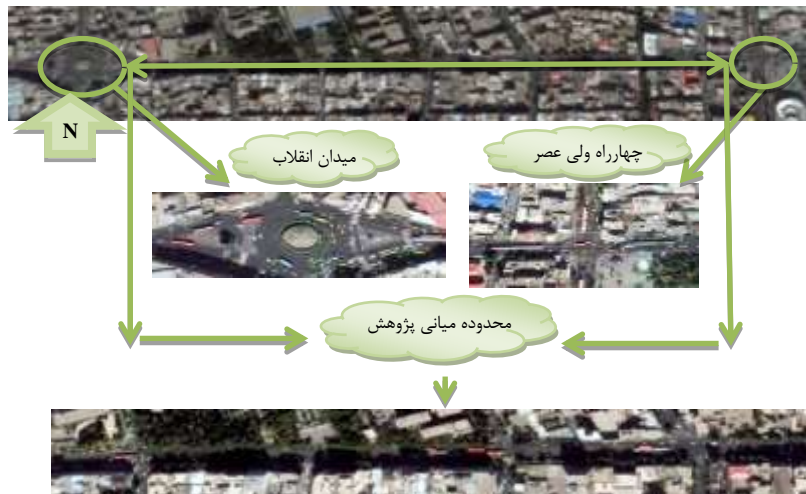 N
چهارراه ولی عصر
میدان انقلاب
محدوده میانی پژوهش